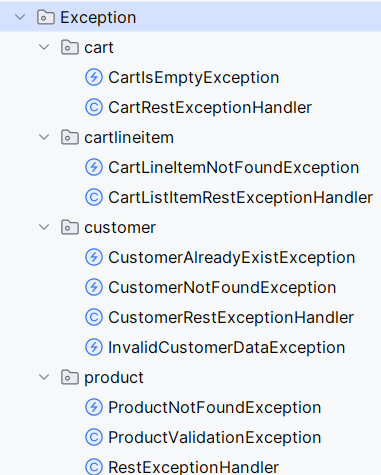 Exception
cart
CartIsEmptyException
CartRestExceptionHandler
cartlineitem
CartLineItemNotFoundException
CartListItemRestExceptionHandler
customer
CustomerAlreadyExistException
CustomerNotFoundException
CustomerRestExceptionHandler
InvalidCustomerDataException
product
ProductNotFoundException
ProductValidationException
RestExceptionHandler